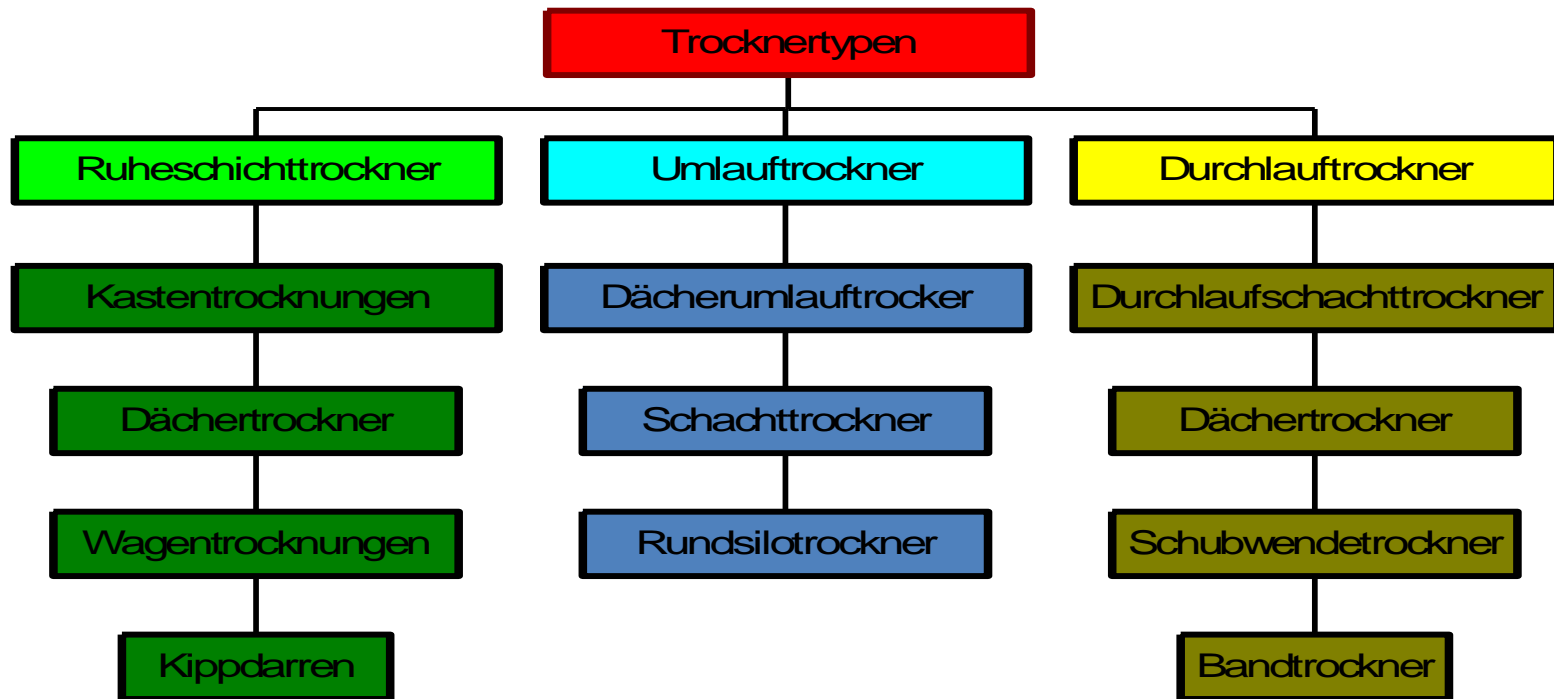 Trocknertypen
Ruheschichttrockner
Umlauftrockner
Durchlauftrockner
Kastentrocknungen
Dächerumlauftrocker
Durchlaufschachttrockner
Dächertrockner
Schachttrockner
Dächertrockner
Wagentrocknungen
Rundsilotrockner
Schubwendetrockner
Kippdarren
Bandtrockner